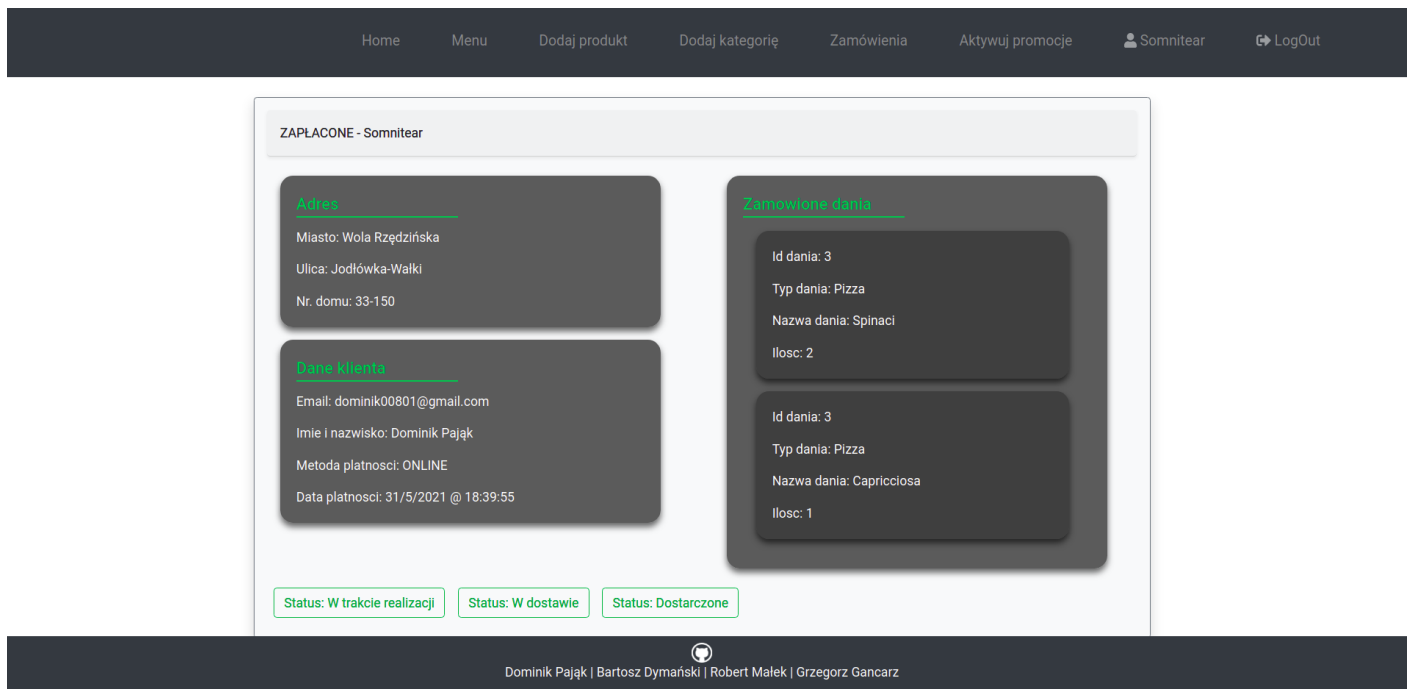 Home Menu Dodaj produkt Dodaj kategorię Zamówienia Aktywuj promocje Somnitear LogOut
ZAPŁACONE - Somnitear
Adres
Miasto: Wola Rzędzińska
Ulica: Jodłówka-Wałki
Nr. domu: 33-150
Dane klienta
Email: dominik00801@gmail.com
Imie i nazwisko: Dominik Pająk
Metoda platnosci: ONLINE
Data platnosci: 31/5/2021 @ 18:39:55
Zamowione dania
Id dania: 3
Typ dania: Pizza
Nazwa dania: Spinaci
Ilosc: 2
Id dania: 3
Typ dania: Pizza
Nazwa dania: Capricciosa
Ilosc: 1
Status: W trakcie realizacji Status: W dostawie Status: Dostarczone
Dominik Pająk | Bartosz Dymański | Robert Małek | Grzegorz Gancarz